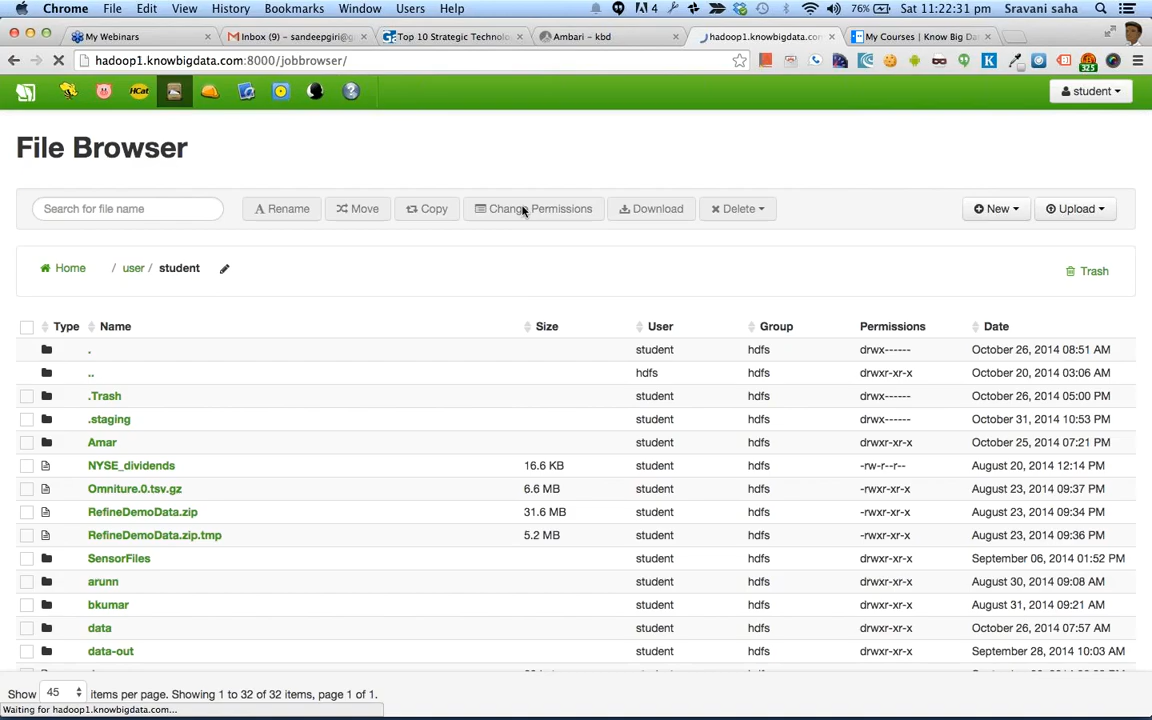 Chrome File Edit View History Bookmarks Window Users Help 4 76% Sat 11:22:31 pm Sravani saha
My Webinars × Inbox (9) – sandeepgiri@g × Top 10 Strategic Technolo × Ambari – kbd × hadoop1.knowbigdata.com: × My Courses | Know Big Da ×
hadoop1.knowbigdata.com:8000/jobbrowser/ 325
HCat student
File Browser
Search for file name Rename Move Copy Change Permissions Download Delete New Upload
Home / user / student Trash
Type Name Size User Group Permissions Date
. student hdfs drwx------ October 26, 2014 08:51 AM
.. hdfs hdfs drwxr-xr-x October 20, 2014 03:06 AM
.Trash student hdfs drwx------ October 26, 2014 05:00 PM
.staging student hdfs drwx------ October 31, 2014 10:53 PM
Amar student hdfs drwxr-xr-x October 25, 2014 07:21 PM
NYSE_dividends 16.6 KB student hdfs -rw-r--r-- August 20, 2014 12:14 PM
Omniture.0.tsv.gz 6.6 MB student hdfs -rwxr-xr-x August 23, 2014 09:37 PM
RefineDemoData.zip 31.6 MB student hdfs -rwxr-xr-x August 23, 2014 09:34 PM
RefineDemoData.zip.tmp 5.2 MB student hdfs -rwxr-xr-x August 23, 2014 09:36 PM
SensorFiles student hdfs drwxr-xr-x September 06, 2014 01:52 PM
arunn student hdfs drwxr-xr-x August 30, 2014 09:08 AM
bkumar student hdfs drwxr-xr-x August 31, 2014 09:21 AM
data student hdfs drwxr-xr-x October 26, 2014 07:57 AM
data-out student hdfs drwxr-xr-x September 28, 2014 10:03 AM
Show 45 items per page. Showing 1 to 32 of 32 items, page 1 of 1.
Waiting for hadoop1.knowbigdata.com...